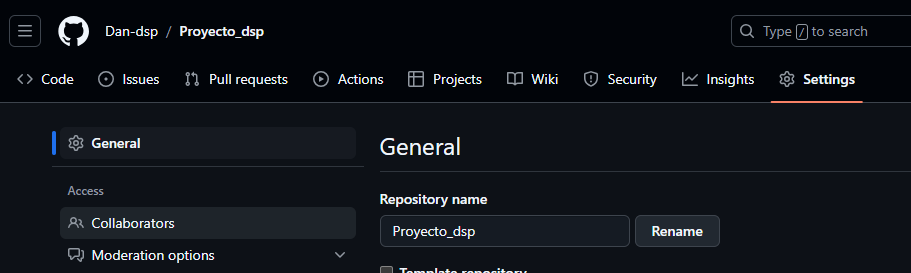 Dan-dsp / Proyecto_dsp
Type / to search
Code Issues Pull requests Actions Projects Wiki Security Insights Settings
General
General
Access
Repository name
Collaborators
Proyecto_dsp Rename
Moderation options
Template repository